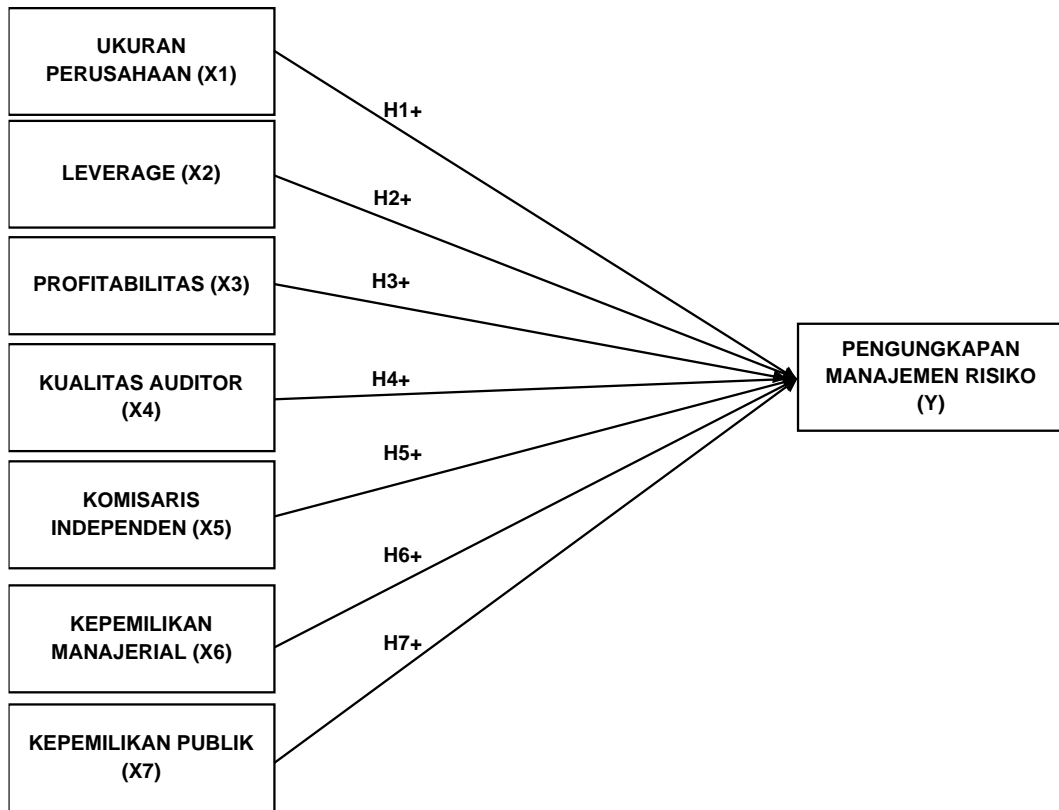 UKURAN
PERUSAHAAN (X1)
H1+
LEVERAGE (X2)
H2+
PROFITABILITAS (X3)
H3+
KUALITAS AUDITOR
(X4)
H4+
KOMISARIS
INDEPENDEN (X5)
H5+
KEPEMILIKAN
MANAJERIAL (X6)
H6+
KEPEMILIKAN PUBLIK
(X7)
H7+
PENGUNGKAPAN
MANAJEMEN RISIKO
(Y)